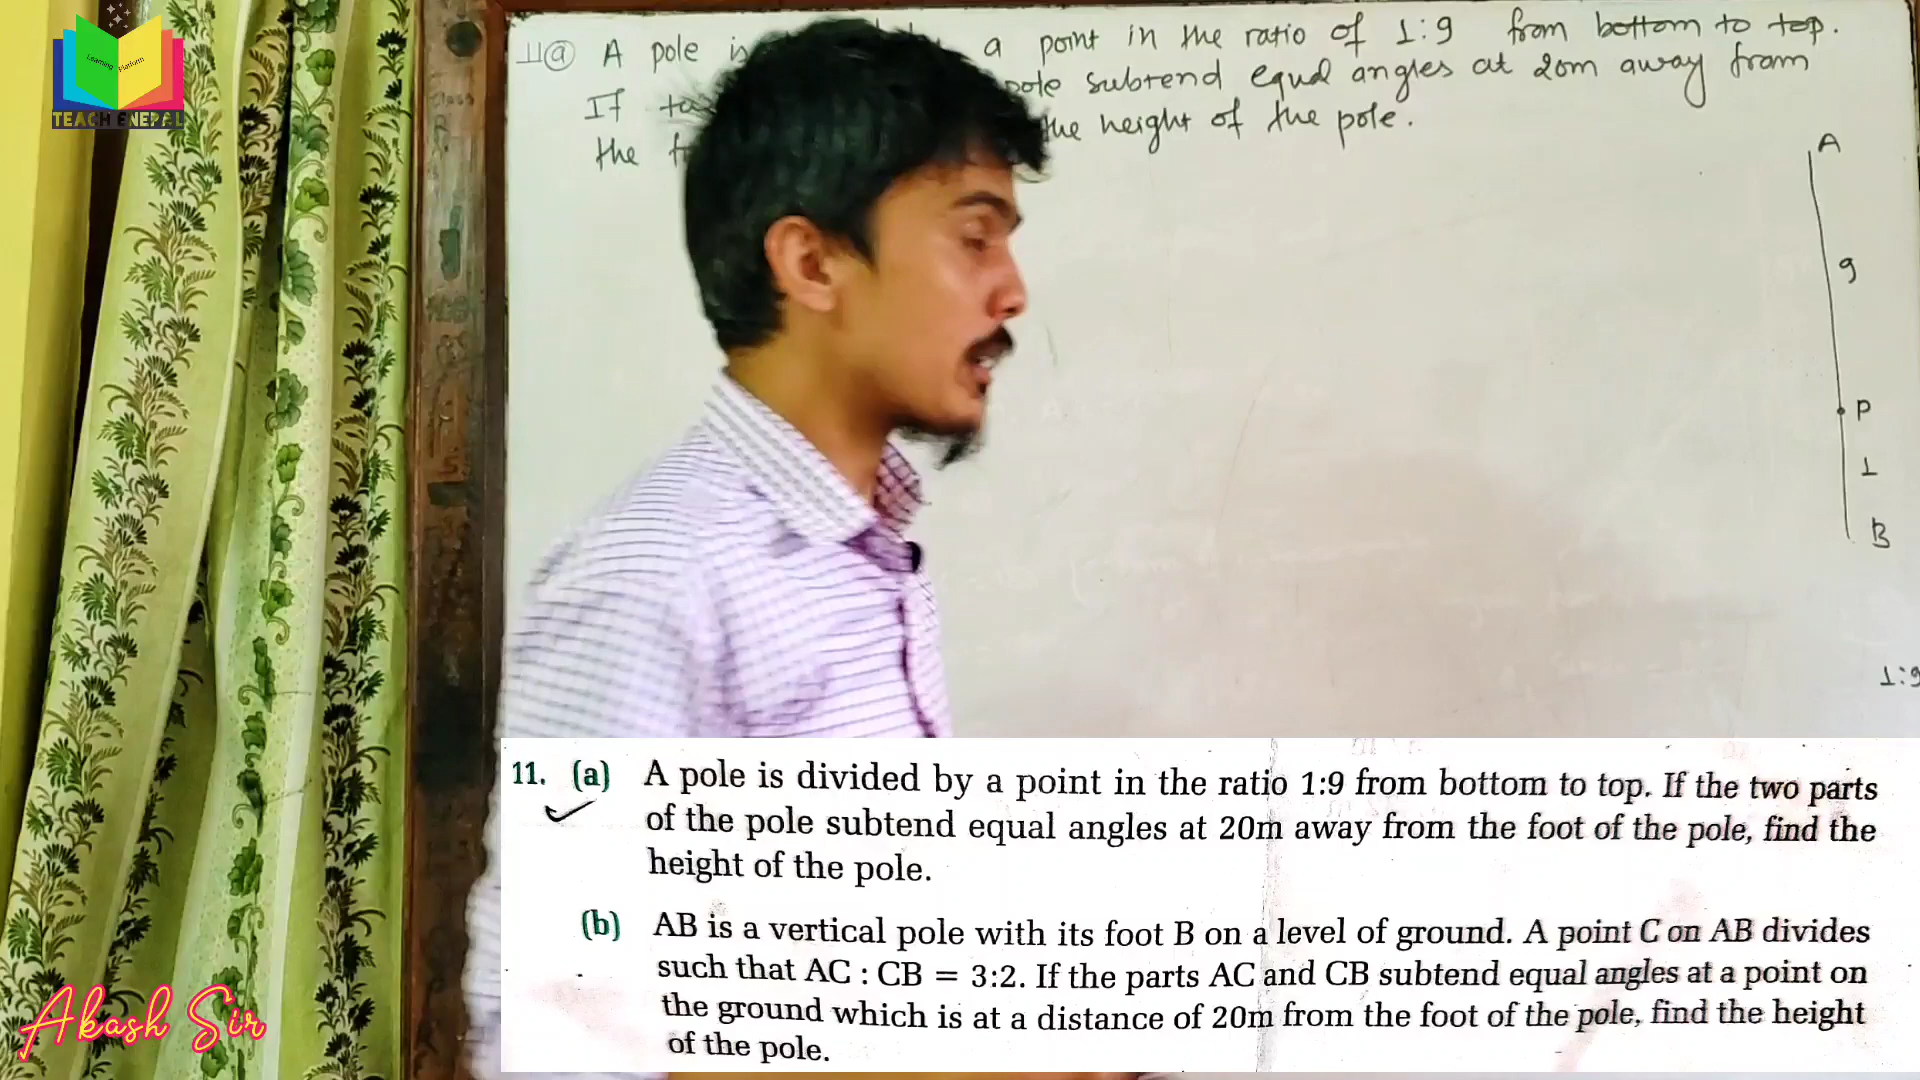 Learning Platform
TEACH ENEPAL
11(a) A pole is a point in the ratio of 1:9 from bottom to top.
If pole subtend equal angles at 20m away from
the the height of the pole.
A
9
P
1
B
1:9
11. (a) A pole is divided by a point in the ratio 1:9 from bottom to top. If the two parts
of the pole subtend equal angles at 20m away from the foot of the pole, find the
height of the pole.
(b) AB is a vertical pole with its foot B on a level of ground. A point C on AB divides
such that AC : CB = 3:2. If the parts AC and CB subtend equal angles at a point on
the ground which is at a distance of 20m from the foot of the pole, find the height
of the pole.
Akash Sir